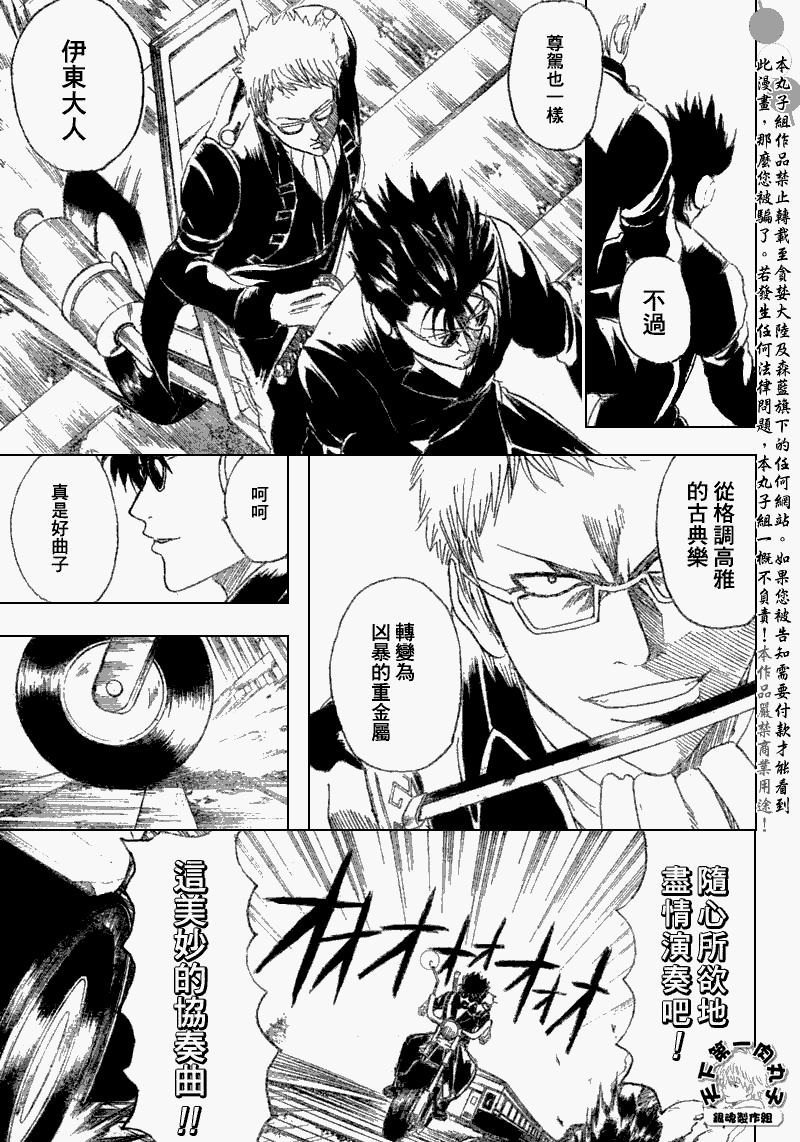 不過
尊駕也一樣
伊東大人
從格調高雅
的古典樂
轉變為
凶暴的重金屬
呵呵
真是好曲子
隨心所欲地
盡情演奏吧！
這美妙的協奏曲！！
オオオオオオ
本丸子組作品禁止轉載至貪婪大陸及森藍旗下的任何網站。如果您被告知需要付款才能看到
此漫畫，那麼您被騙了。若發生任何法律問題，本丸子組一概不負責！本作品嚴禁商業用途！
天下第一肉丸子
銀魂製作組